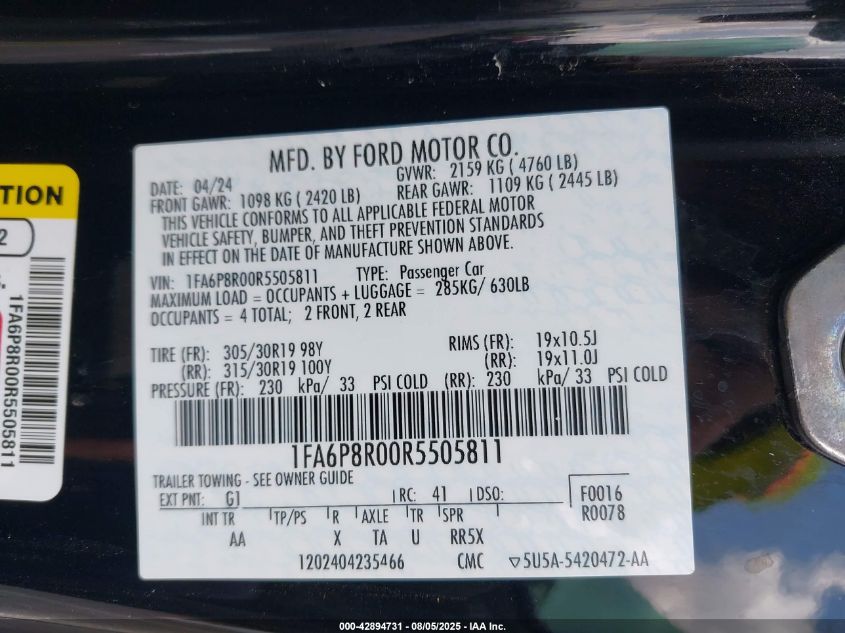 MFD. BY FORD MOTOR CO.
DATE: 04/24 GVWR: 2159 KG ( 4760 LB)
FRONT GAWR: 1098 KG ( 2420 LB) REAR GAWR: 1109 KG ( 2445 LB)
THIS VEHICLE CONFORMS TO ALL APPLICABLE FEDERAL MOTOR
VEHICLE SAFETY, BUMPER, AND THEFT PREVENTION STANDARDS
IN EFFECT ON THE DATE OF MANUFACTURE SHOWN ABOVE.
VIN: 1FA6P8R00R5505811 TYPE: Passenger Car
MAXIMUM LOAD = OCCUPANTS + LUGGAGE = 285KG/ 630LB
OCCUPANTS = 4 TOTAL; 2 FRONT, 2 REAR
TIRE (FR): 305/30R19 98Y RIMS (FR): 19x10.5J
(RR): 315/30R19 100Y (RR): 19x11.0J
PRESSURE (FR): 230 kPa/ 33 PSI COLD (RR): 230 kPa/ 33 PSI COLD
1FA6P8R00R5505811
TRAILER TOWING - SEE OWNER GUIDE
EXT PNT: G1 RC: 41 DSO: F0016
R0078
INT TR TP/PS R AXLE TR SPR
AA X TA U RR5X
1202404235466 CMC ▽5U5A-5420472-AA
TION
2
1FA6P8R00R5505811
000-42894731 - 08/05/2025 - IAA Inc.